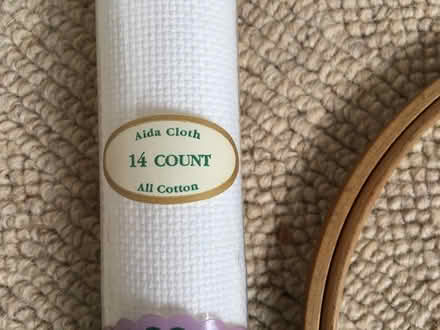 Aida Cloth
14 COUNT
All Cotton